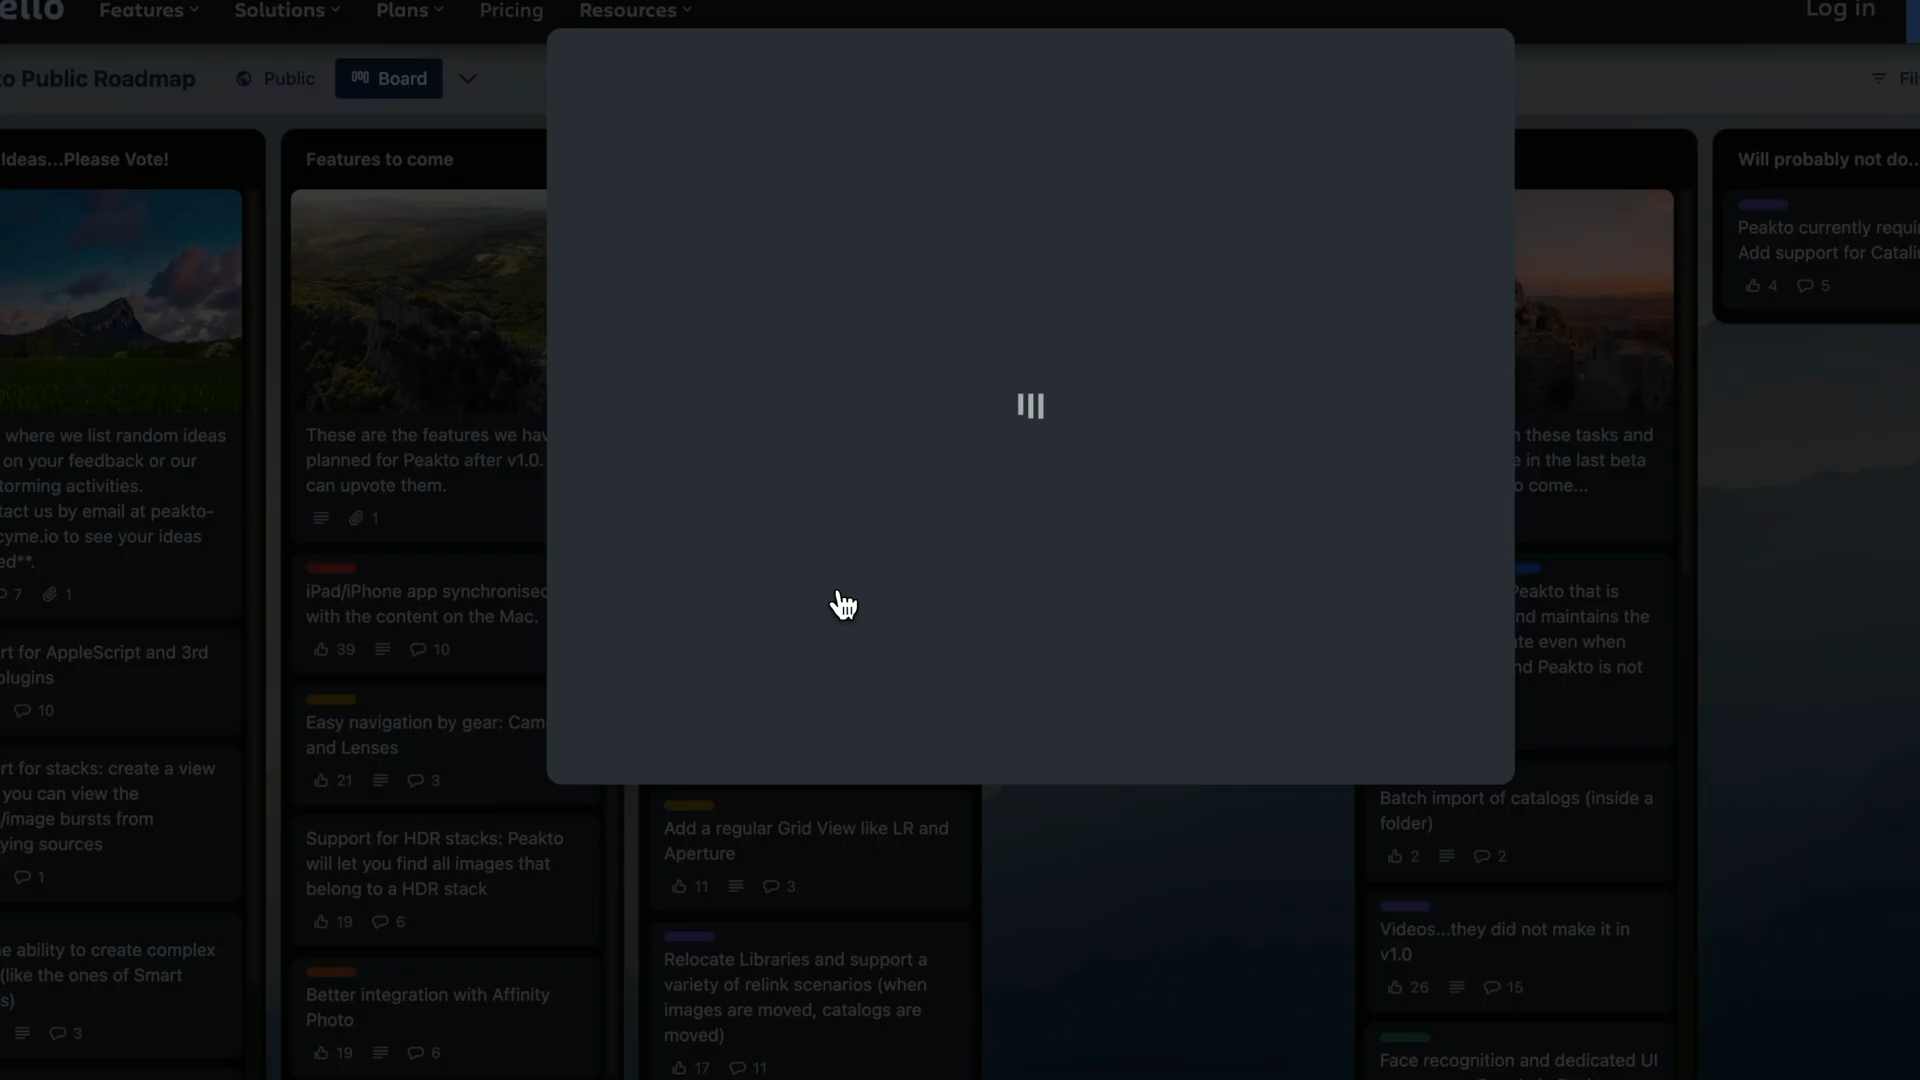 ello Features Solutions Plans Pricing Resources Log in
to Public Roadmap Public Board Fil
Ideas...Please Vote!
where we list random ideas
on your feedback or our
torming activities.
tact us by email at peakto-
cyme.io to see your ideas
ed**.
7 1
rt for AppleScript and 3rd
plugins
10
rt for stacks: create a view
you can view the
/image bursts from
ying sources
1
e ability to create complex
(like the ones of Smart
s)
3
Features to come
These are the features we hav
planned for Peakto after v1.0.
can upvote them.
1
iPad/iPhone app synchronised
with the content on the Mac.
39 10
Easy navigation by gear: Came
and Lenses
21 3
Support for HDR stacks: Peakto
will let you find all images that
belong to a HDR stack
19 6
Better integration with Affinity
Photo
19 6
Add a regular Grid View like LR and
Aperture
11 3
Relocate Libraries and support a
variety of relink scenarios (when
images are moved, catalogs are
moved)
17 11
n these tasks and
e in the last beta
o come...
Peakto that is
nd maintains the
te even when
nd Peakto is not
Batch import of catalogs (inside a
folder)
2 2
Videos...they did not make it in
v1.0
26 15
Face recognition and dedicated UI
Will probably not do...
Peakto currently requi
Add support for Catali
4 5